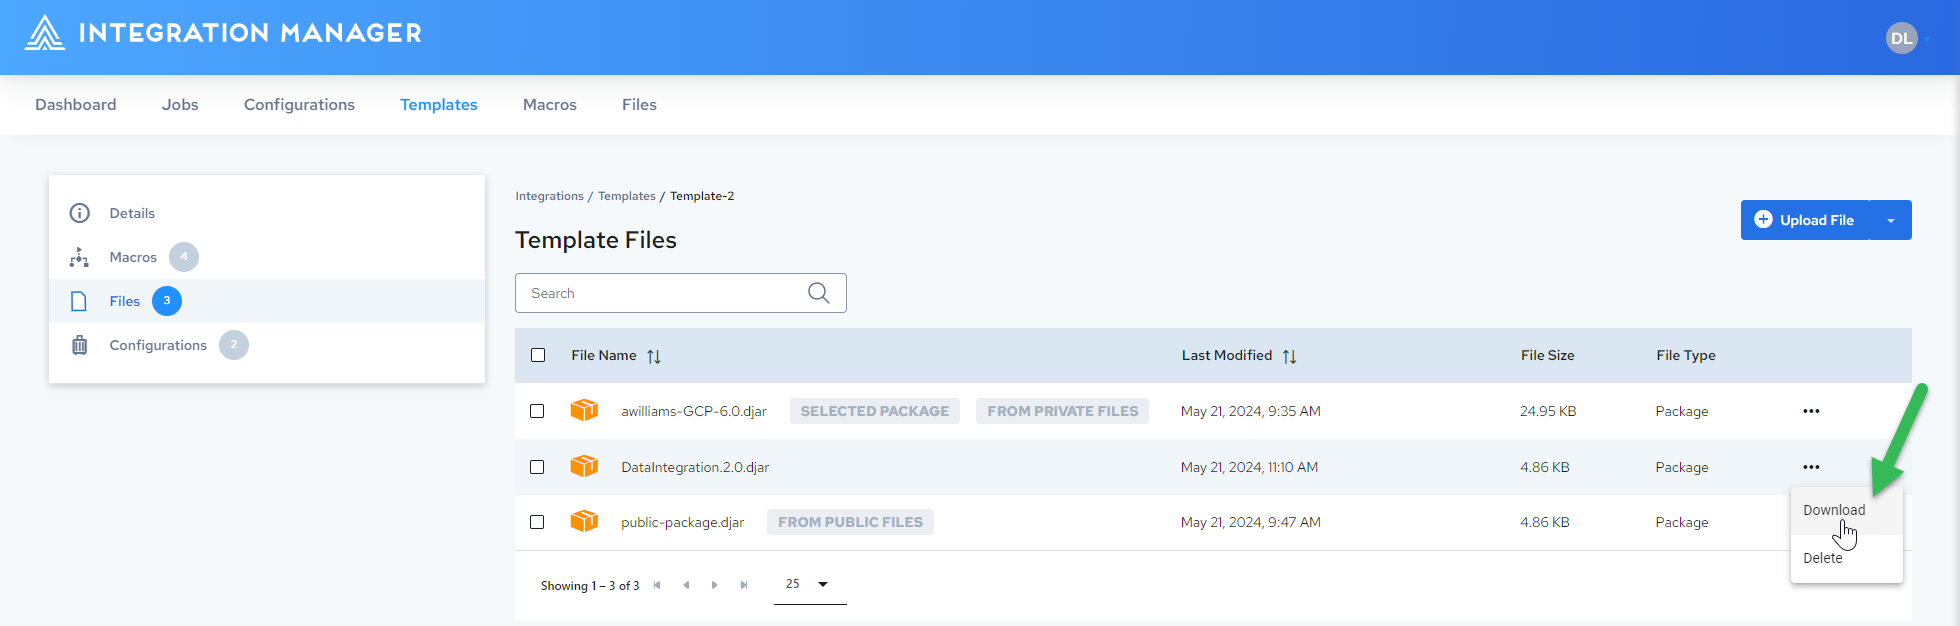 INTEGRATION MANAGER
DL
Dashboard Jobs Configurations Templates Macros Files
Details
Macros 4
Files 3
Configurations 2
Integrations / Templates / Template-2
Template Files
Upload File
Search
File Name Last Modified File Size File Type
awilliams-GCP-6.0.djar SELECTED PACKAGE FROM PRIVATE FILES May 21, 2024, 9:35 AM 24.95 KB Package
DataIntegration.2.0.djar May 21, 2024, 11:10 AM 4.86 KB Package
public-package.djar FROM PUBLIC FILES May 21, 2024, 9:47 AM 4.86 KB Package
Download
Delete
Showing 1 – 3 of 3 25